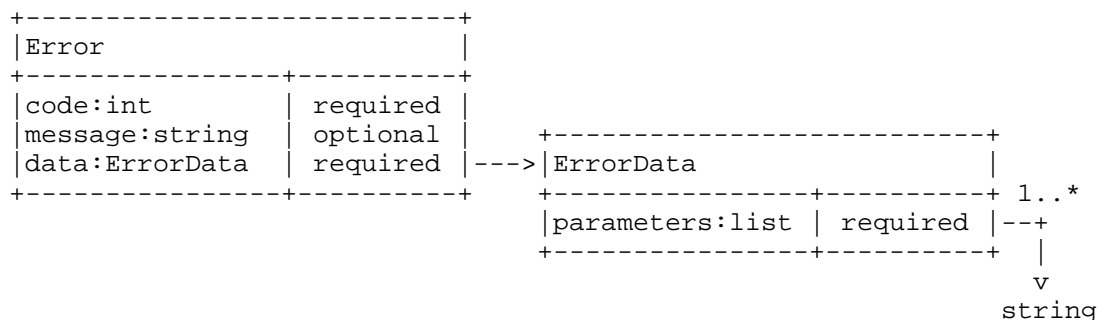 +---------------------------+
|Error                      |
+----------------+----------+
|code:int        | required |
|message:string  | optional |    +---------------------------+
|data:ErrorData  | required |--->|ErrorData                  |
+----------------+----------+    +----------------+----------+ 1..*
|parameters:list | required |--+
+----------------+----------+  |
v
string